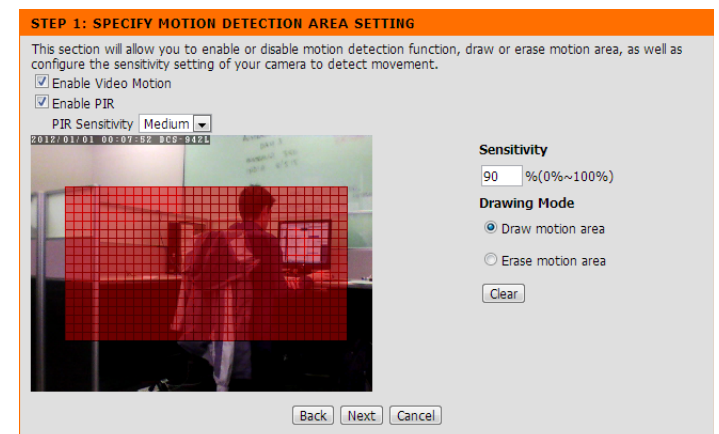 STEP 1: SPECIFY MOTION DETECTION AREA SETTING
This section will allow you to enable or disable motion detection function, draw or erase motion area, as well as
configure the sensitivity setting of your camera to detect movement.
Enable Video Motion
Enable PIR
PIR Sensitivity Medium
2012/01/01 00:07:52 DCS-942L
Sensitivity
90 %(0%~100%)
Drawing Mode
Draw motion area
Erase motion area
Clear
Back Next Cancel